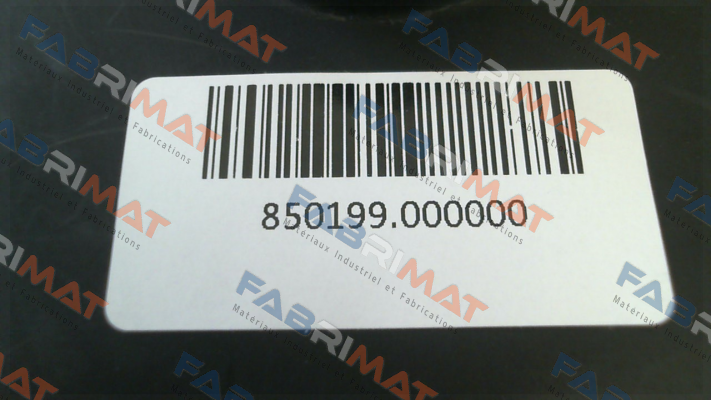 FABRIMAT
Matériaux Industriel et Fabrications
850199.000000